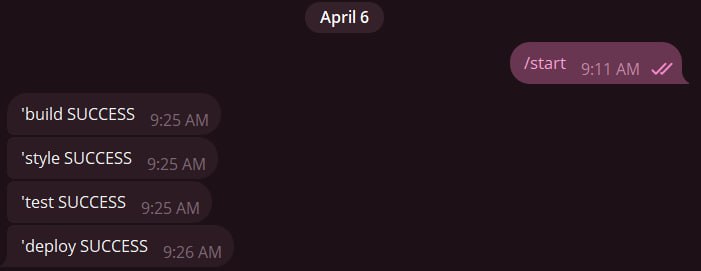 April 6
/start 9:11 AM
'build SUCCESS 9:25 AM
'style SUCCESS 9:25 AM
'test SUCCESS 9:25 AM
'deploy SUCCESS 9:26 AM